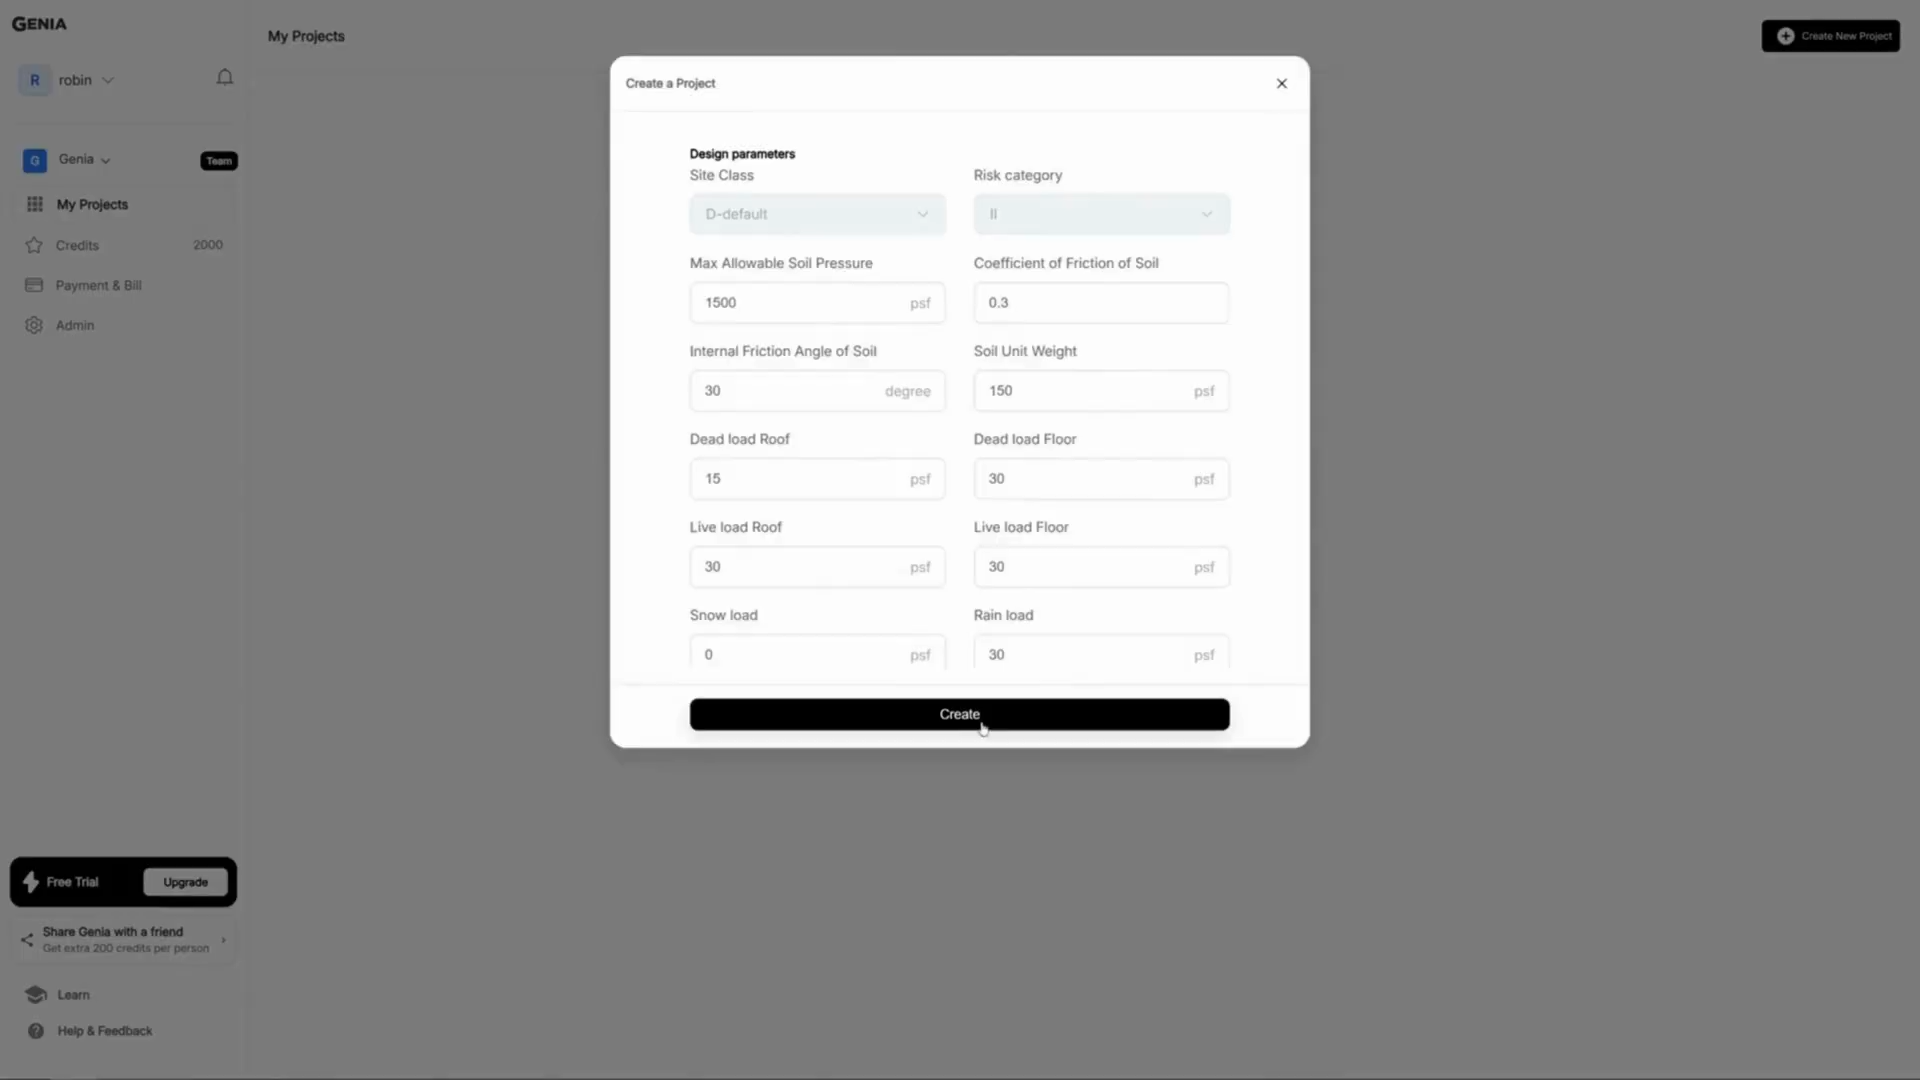 GENIA
My Projects
Create New Project
R robin
Create a Project
G Genia Team
My Projects
Credits 2000
Payment & Bill
Admin
Design parameters
Site Class Risk category
D-default II
Max Allowable Soil Pressure Coefficient of Friction of Soil
1500 psf 0.3
Internal Friction Angle of Soil Soil Unit Weight
30 degree 150 psf
Dead load Roof Dead load Floor
15 psf 30 psf
Live load Roof Live load Floor
30 psf 30 psf
Snow load Rain load
0 psf 30 psf
Create
Free Trial Upgrade
Share Genia with a friend
Get extra 200 credits per person
Learn
Help & Feedback